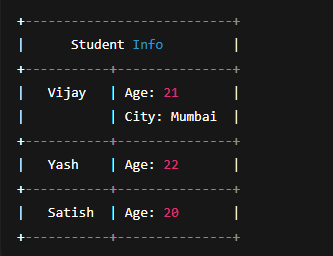 Student Info
Vijay Age: 21
City: Mumbai
Yash Age: 22
Satish Age: 20